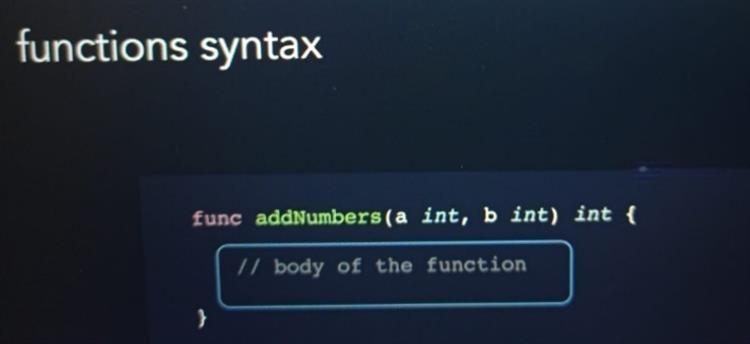 functions syntax
func addNumbers(a int, b int) int {
// body of the function
}